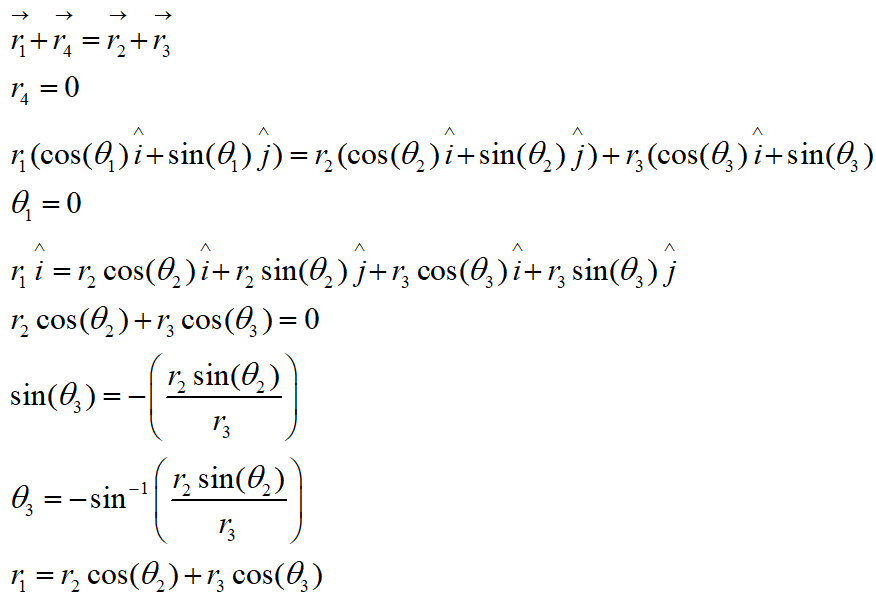 r⃗₁ + r⃗₄ = r⃗₂ + r⃗₃
r₄ = 0
r₁(cos(θ₁)î + sin(θ₁)ĵ) = r₂(cos(θ₂)î + sin(θ₂)ĵ) + r₃(cos(θ₃)î + sin(θ₃)
θ₁ = 0
r₁ î = r₂ cos(θ₂)î + r₂ sin(θ₂)ĵ + r₃ cos(θ₃)î + r₃ sin(θ₃)ĵ
r₂ cos(θ₂) + r₃ cos(θ₃) = 0
sin(θ₃) = −(r₂ sin(θ₂) / r₃)
θ₃ = −sin⁻¹(r₂ sin(θ₂) / r₃)
r₁ = r₂ cos(θ₂) + r₃ cos(θ₃)